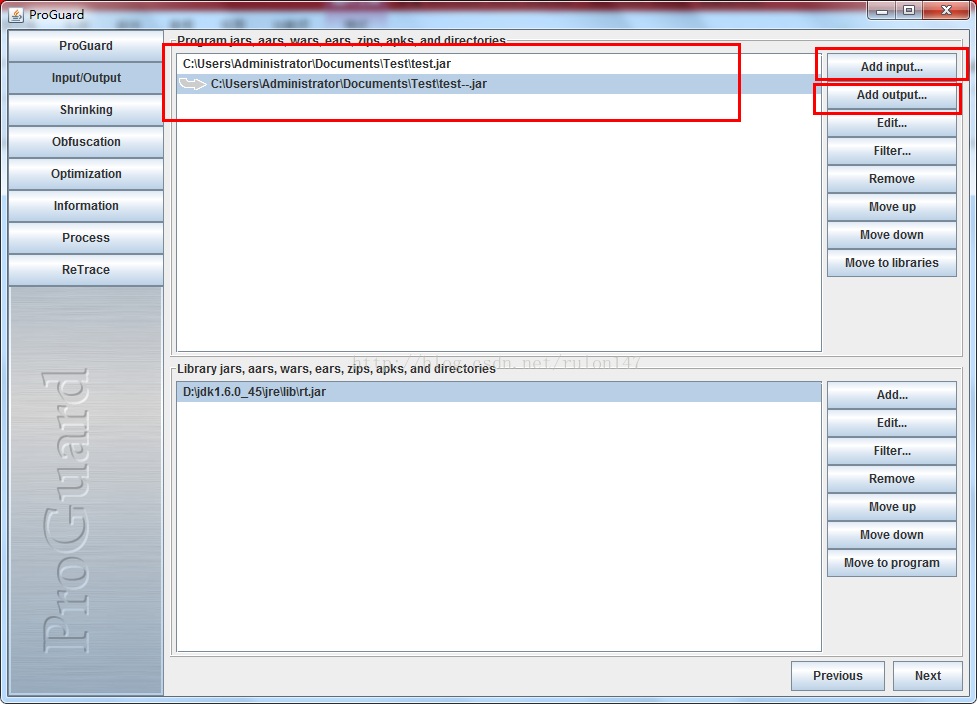 ProGuard
ProGuard
Input/Output
Shrinking
Obfuscation
Optimization
Information
Process
ReTrace
ProGuard
Program jars, aars, wars, ears, zips, apks, and directories
C:\Users\Administrator\Documents\Test\test.jar
C:\Users\Administrator\Documents\Test\test--.jar
Add input...
Add output...
Edit...
Filter...
Remove
Move up
Move down
Move to libraries
http://blog.csdn.net/rulon147
Library jars, aars, wars, ears, zips, apks, and directories
D:\jdk1.6.0_45\jre\lib\rt.jar
Add...
Edit...
Filter...
Remove
Move up
Move down
Move to program
Previous
Next